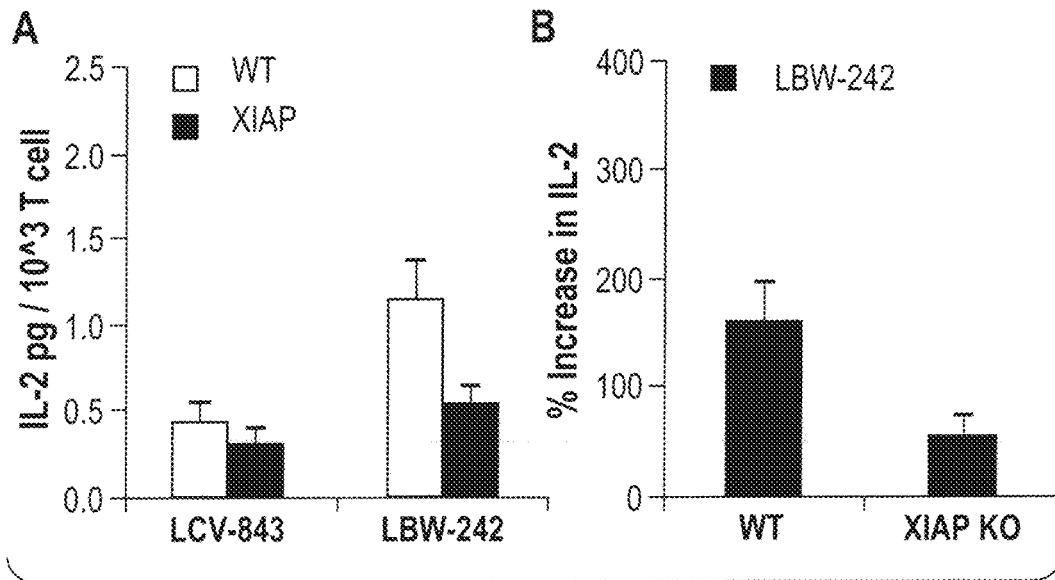 A
IL-2 pg / 10^3 T cell
2.5
2.0
1.5
1.0
0.5
0.0
WT
XIAP
LCV-843
LBW-242
B
% Increase in IL-2
400
300
200
100
0
LBW-242
WT
XIAP KO